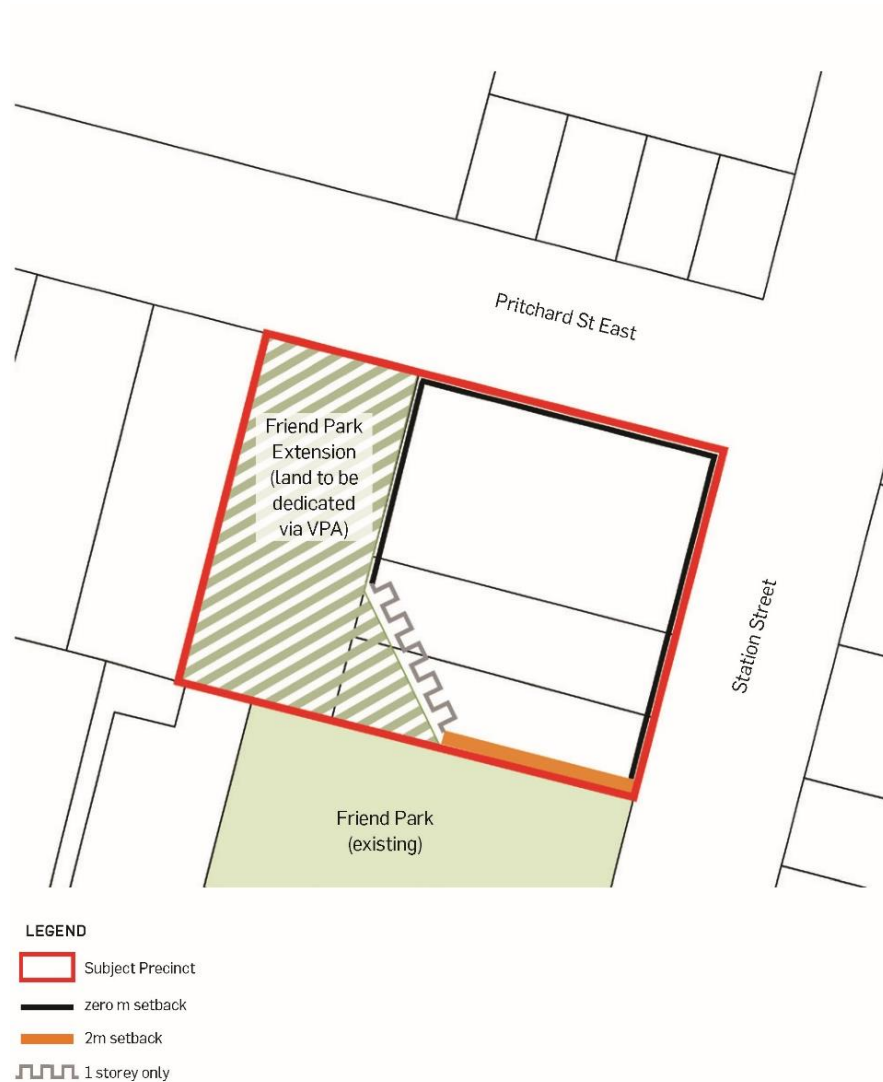 Pritchard St East
Friend Park
Extension
(land to be
dedicated
via VPA)
Station Street
Friend Park
(existing)
LEGEND
Subject Precinct
zero m setback
2m setback
1 storey only